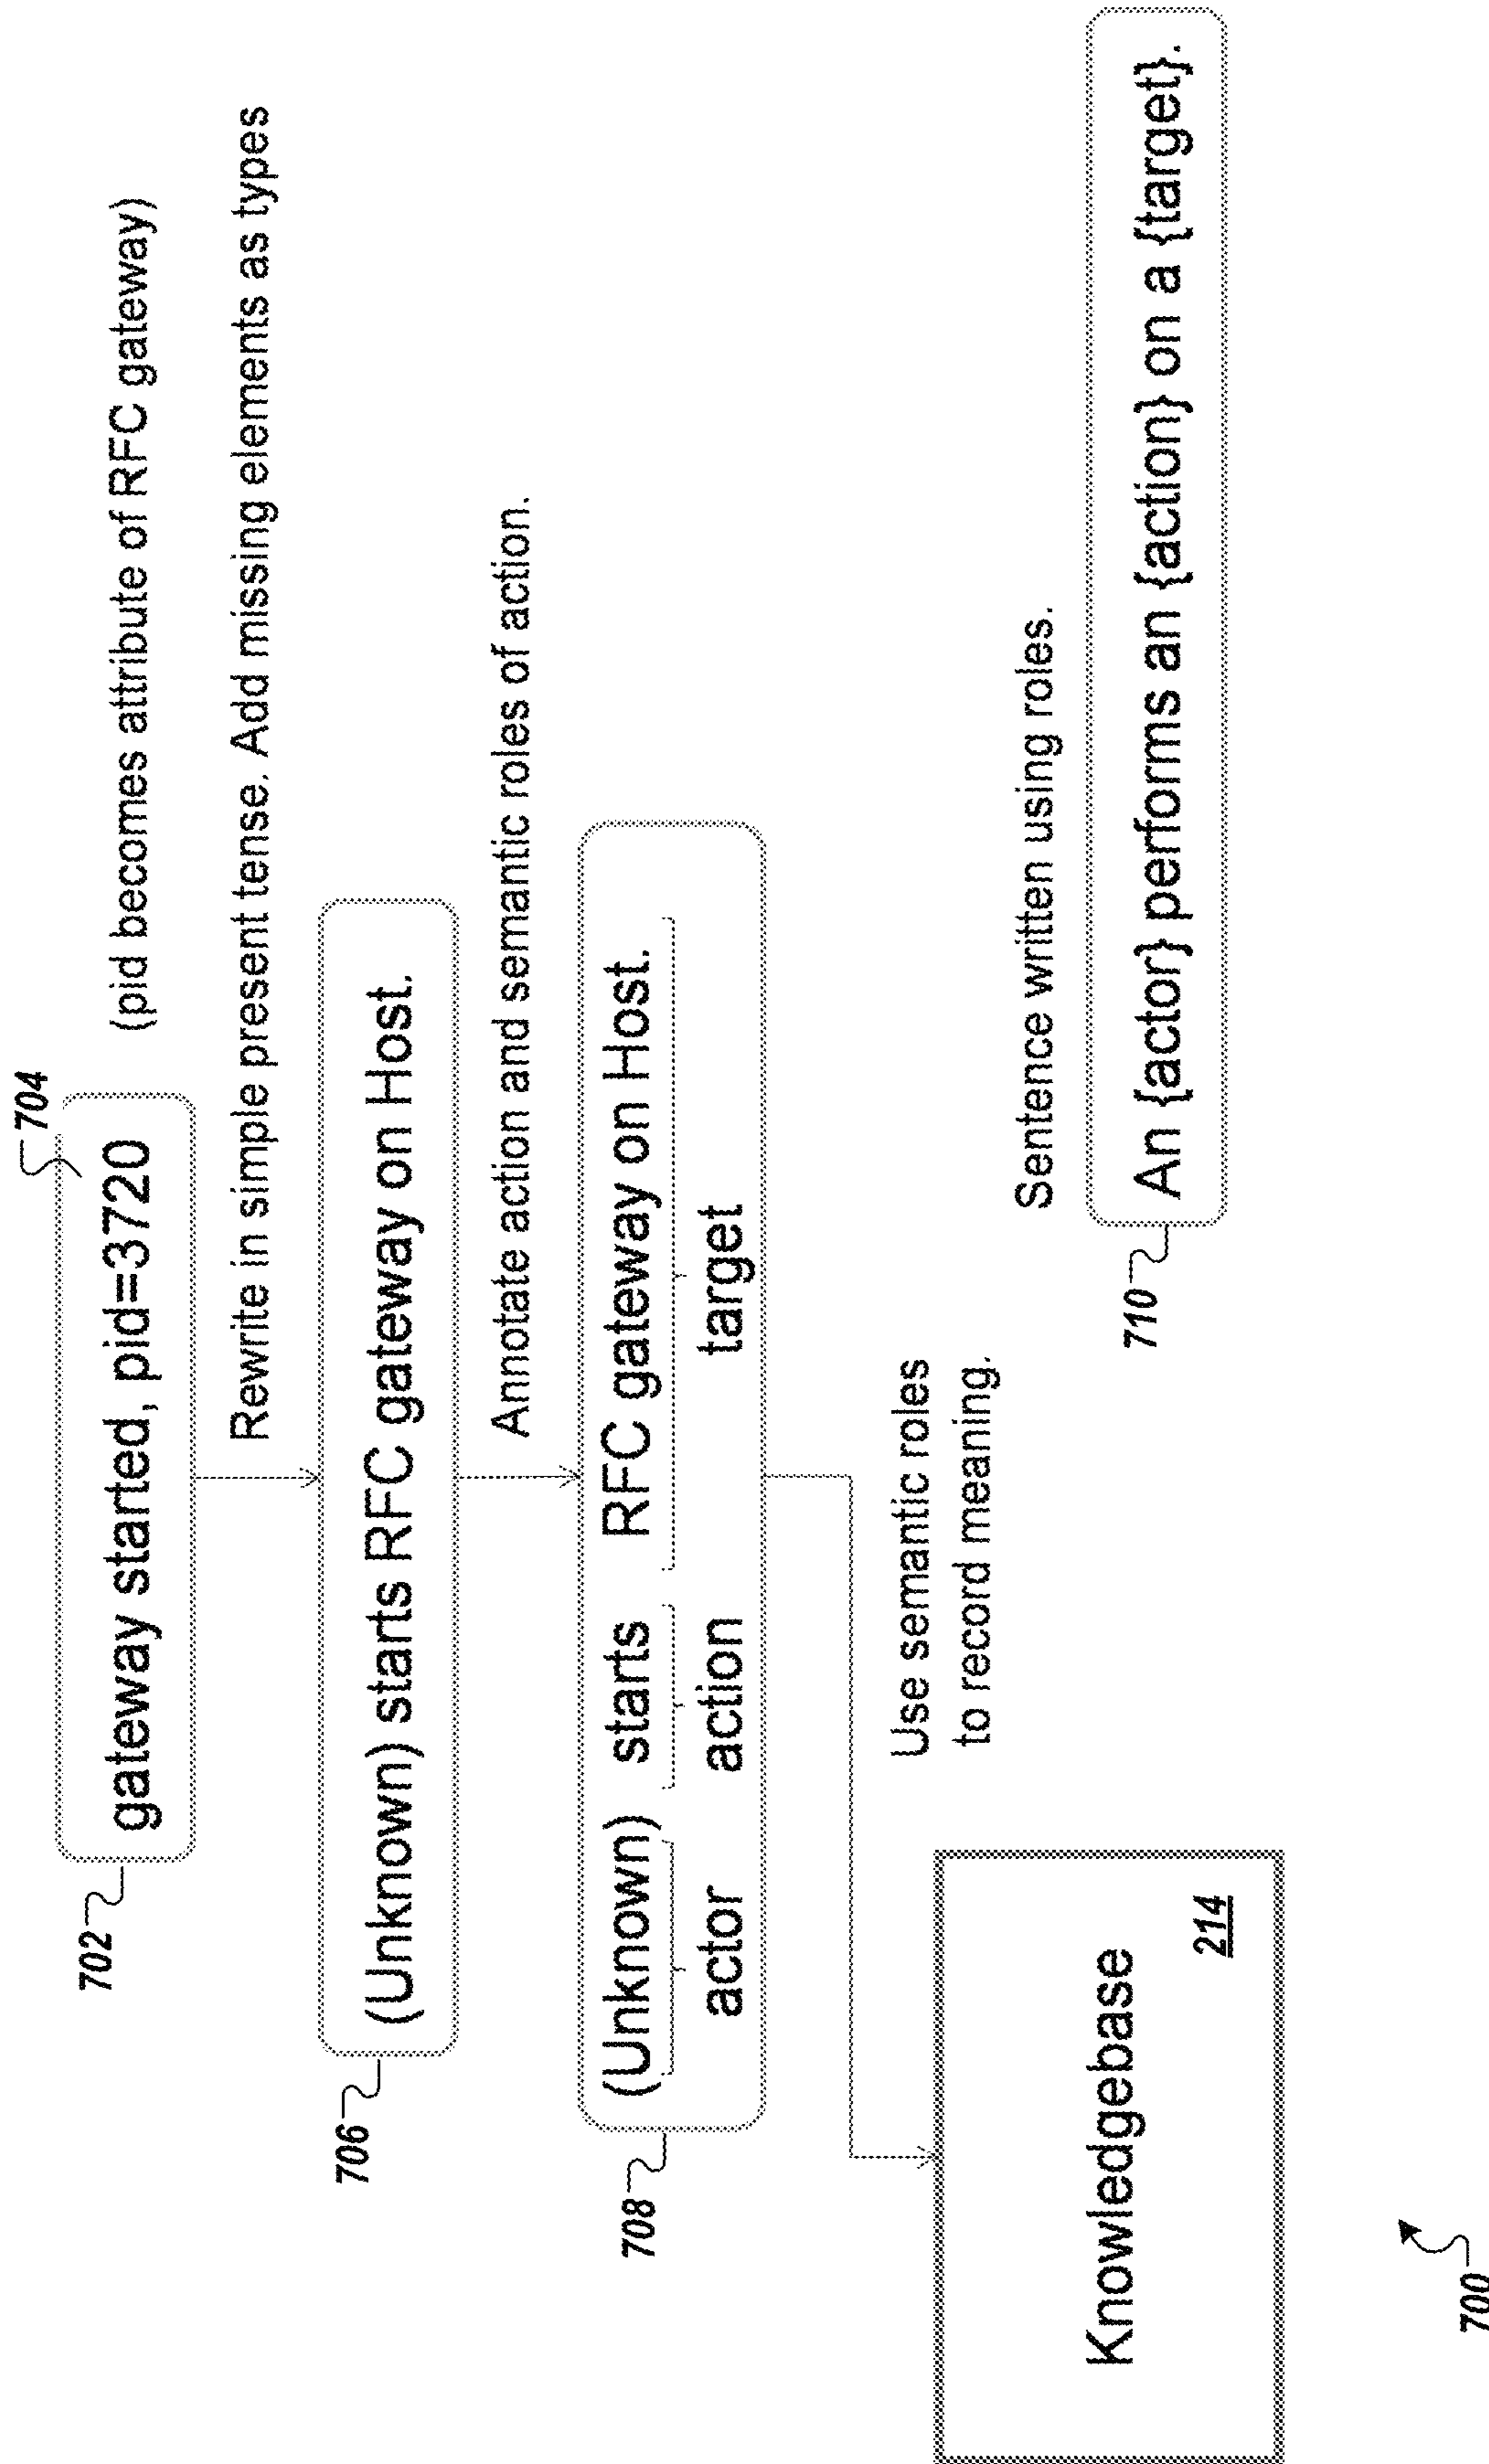 704
702
gateway started, pid=3720
(pid becomes attribute of RFC gateway)
Rewrite in simple present tense. Add missing elements as types
706
(Unknown) starts RFC gateway on Host.
Annotate action and semantic roles of action.
708
(Unknown) starts RFC gateway on Host.
actor action target
Use semantic roles
to record meaning.
Sentence written using roles.
Knowledgebase
214
710
An {actor} performs an {action} on a {target}.
700